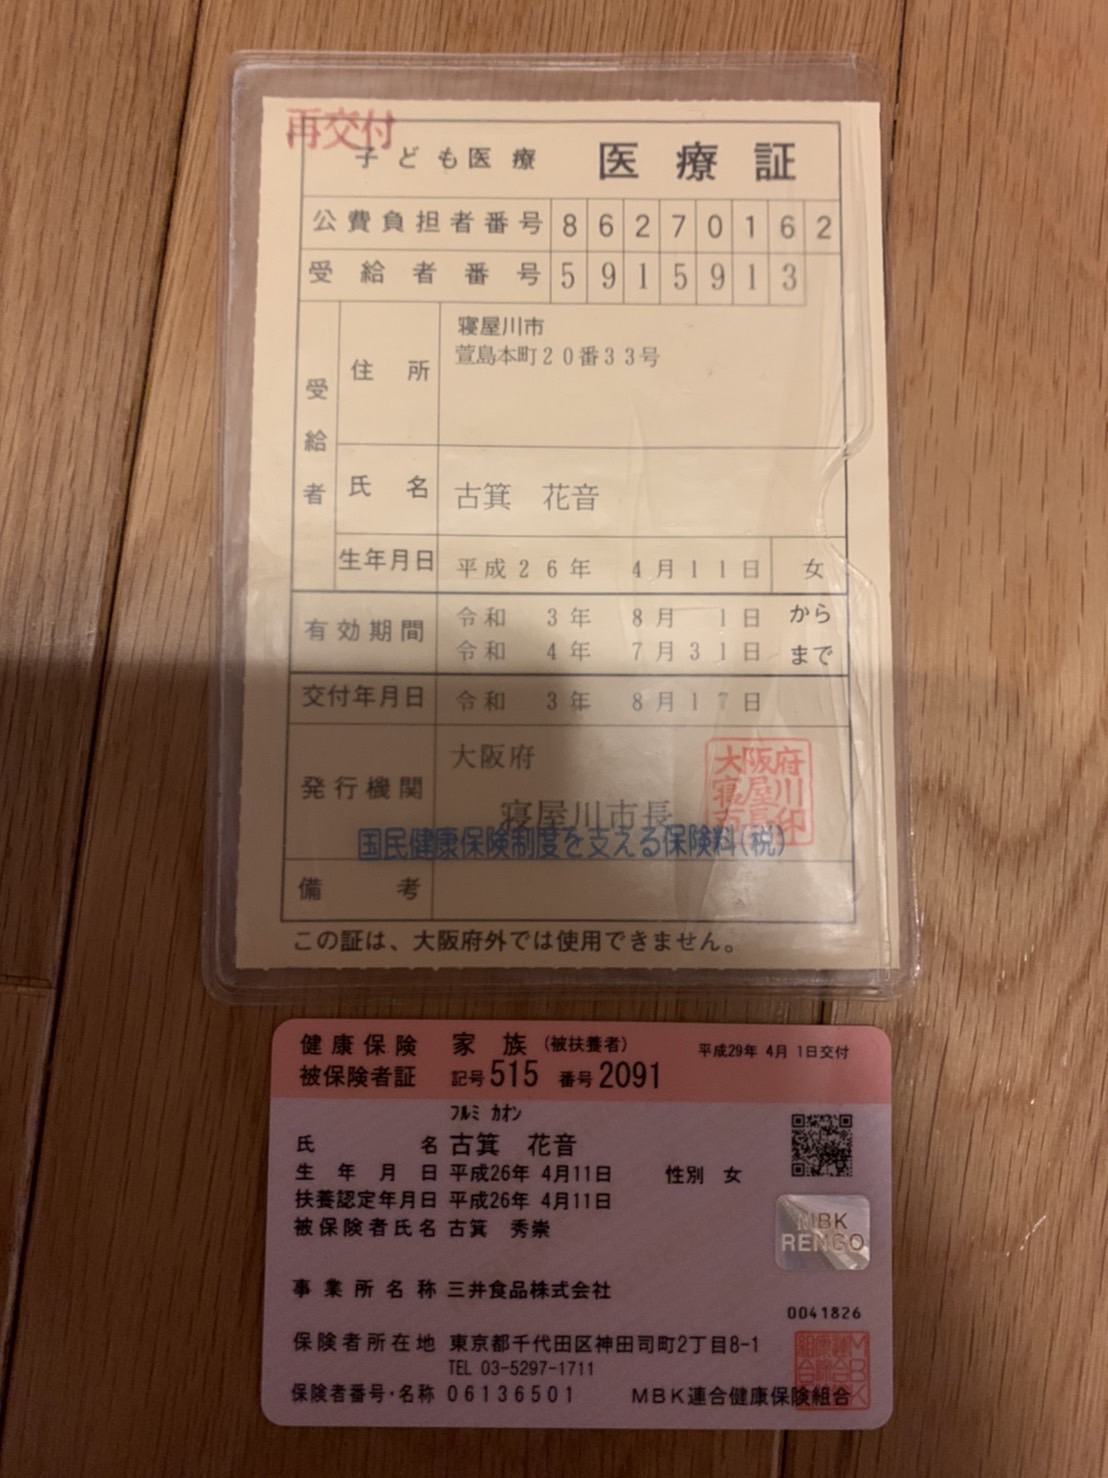 再交付
子ども医療 医療証
公費負担者番号 86270162
受給者番号 5915913
受給者
住所 寝屋川市
萱島本町20番33号
氏名 古箕 花音
生年月日 平成26年 4月11日 女
有効期間 令和 3年 8月 1日 から
令和 4年 7月31日 まで
交付年月日 令和 3年 8月17日
発行機関 大阪府
寝屋川市長
大阪府寝屋川市長印
国民健康保険制度を支える保険料(税)
備考
この証は、大阪府外では使用できません。
健康保険 家族 (被扶養者) 平成29年 4月 1日交付
被保険者証 記号515 番号2091
フルミ カオン
氏名 古箕 花音
生年月日 平成26年 4月11日 性別 女
扶養認定年月日 平成26年 4月11日
被保険者氏名 古箕 秀崇
MBK
RENGO
事業所名称 三井食品株式会社
0041826
保険者所在地 東京都千代田区神田司町2丁目8-1
TEL 03-5297-1711
保険者番号・名称 06136501 MBK連合健康保険組合